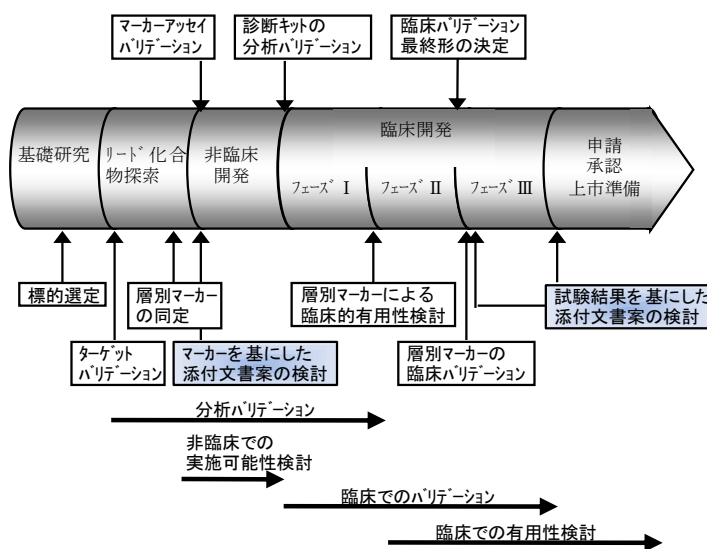 マーカーアッセイ
バリデーション
診断キットの
分析バリデーション
臨床バリデーション
最終形の決定
基礎研究
リード化合
物探索
非臨床
開発
臨床開発
フェーズⅠ
フェーズⅡ
フェーズⅢ
申請
承認
上市準備
標的選定
層別マーカー
の同定
層別マーカーによる
臨床的有用性検討
試験結果を基にした
添付文書案の検討
ターゲット
バリデーション
マーカーを基にした
添付文書案の検討
層別マーカーの
臨床バリデーション
分析バリデーション
非臨床での
実施可能性検討
臨床でのバリデーション
臨床での有用性検討